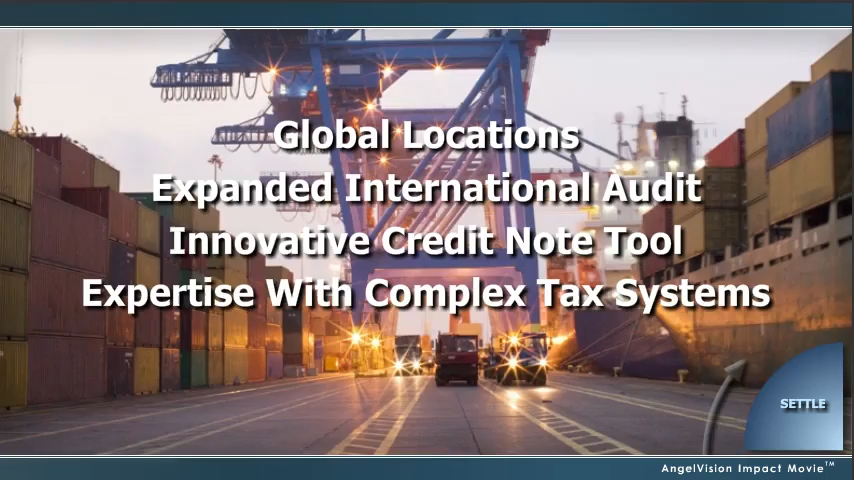 Global Locations
Expanded International Audit
Innovative Credit Note Tool
Expertise With Complex Tax Systems
SETTLE
AngelVision Impact Movie™